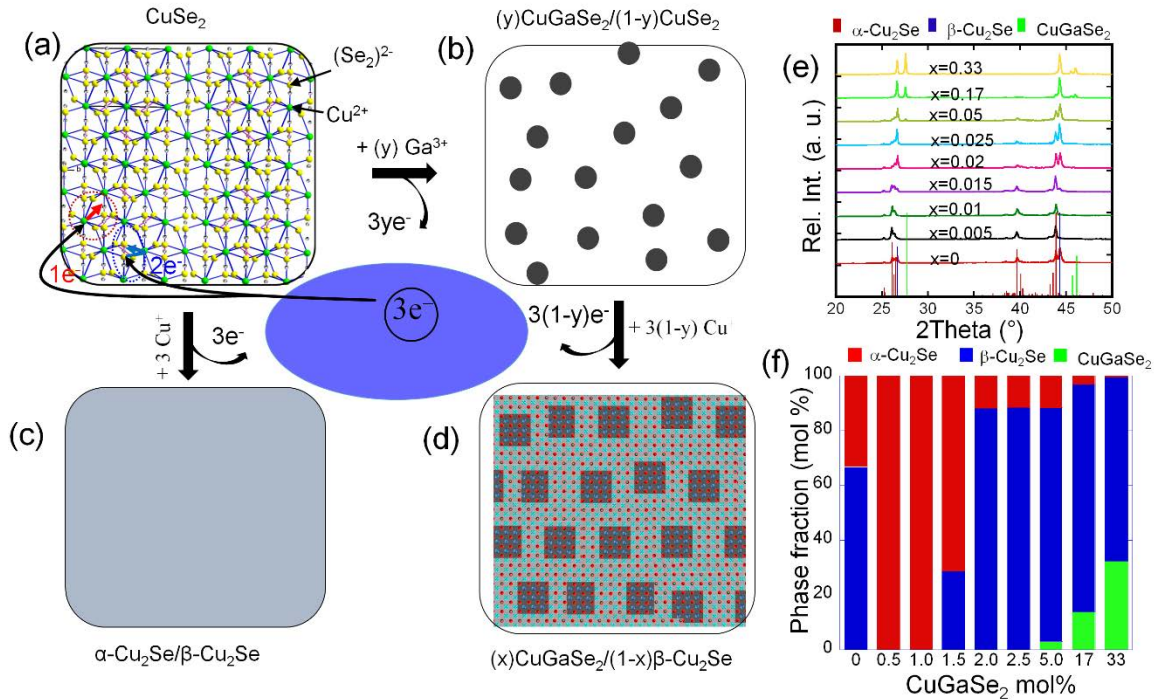 CuSe₂
(a)
(Se₂)²⁻
Cu²⁺
b
1e⁻
2e⁻
(y)CuGaSe₂/(1-y)CuSe₂
(b)
+ (y) Ga³⁺
3ye⁻
3e⁻
+ 3 Cu⁺
3e⁻
3(1-y)e⁻
+ 3(1-y) Cu
(c)
α-Cu₂Se/β-Cu₂Se
(d)
(x)CuGaSe₂/(1-x)β-Cu₂Se
α-Cu₂Se β-Cu₂Se CuGaSe₂
(e)
x=0.33
x=0.17
x=0.05
x=0.025
x=0.02
x=0.015
x=0.01
x=0.005
x=0
Rel. Int. (a. u.)
20 25 30 35 40 45 50
2Theta (°)
α-Cu₂Se β-Cu₂Se CuGaSe₂
(f)
100
80
60
40
20
0
Phase fraction (mol %)
0 0.5 1.0 1.5 2.0 2.5 5.0 17 33
CuGaSe₂ mol%